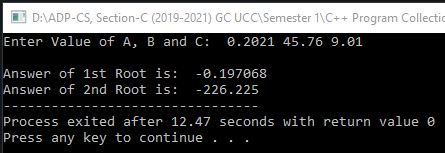 D:\ADP-CS, Section-C (2019-2021) GC UCC\Semester 1\C++ Program Collectio
Enter Value of A, B and C:  0.2021 45.76 9.01
Answer of 1st Root is:  -0.197068
Answer of 2nd Root is:  -226.225
--------------------------------
Process exited after 12.47 seconds with return value 0
Press any key to continue . . .